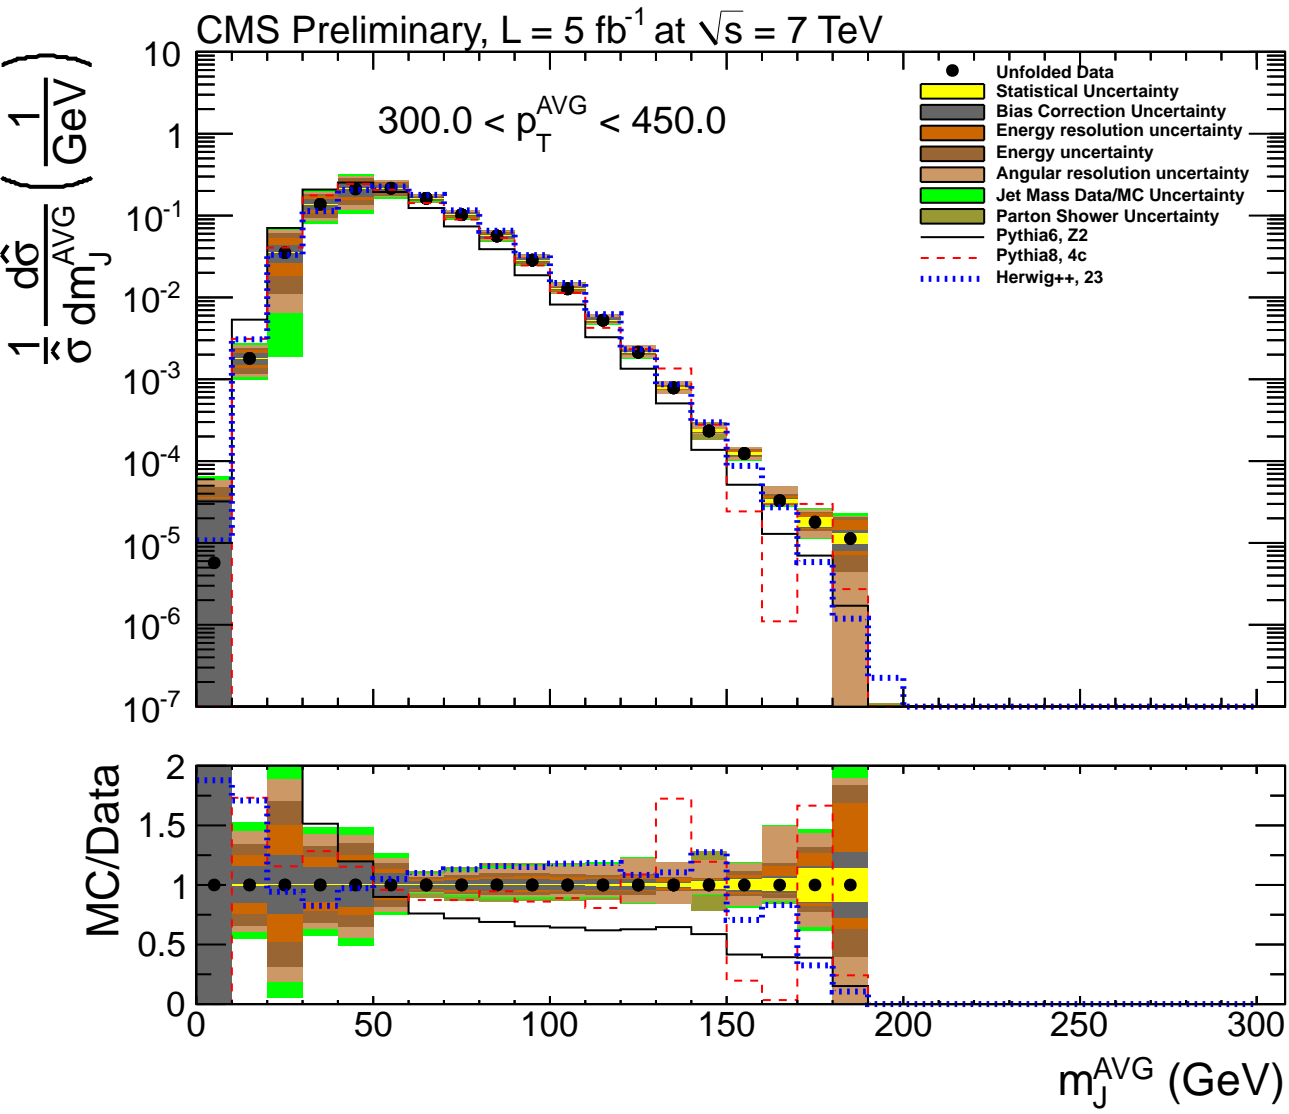 CMS Preliminary, L = 5 fb⁻¹ at √s = 7 TeV
1/σ̂ dσ̂/dm_J^AVG (1/GeV)
300.0 < p_T^AVG < 450.0
Unfolded Data
Statistical Uncertainty
Bias Correction Uncertainty
Energy resolution uncertainty
Energy uncertainty
Angular resolution uncertainty
Jet Mass Data/MC Uncertainty
Parton Shower Uncertainty
Pythia6, Z2
Pythia8, 4c
Herwig++, 23
10
1
10⁻¹
10⁻²
10⁻³
10⁻⁴
10⁻⁵
10⁻⁶
10⁻⁷
MC/Data
2
1.5
1
0.5
0
0 50 100 150 200 250 300
m_J^AVG (GeV)